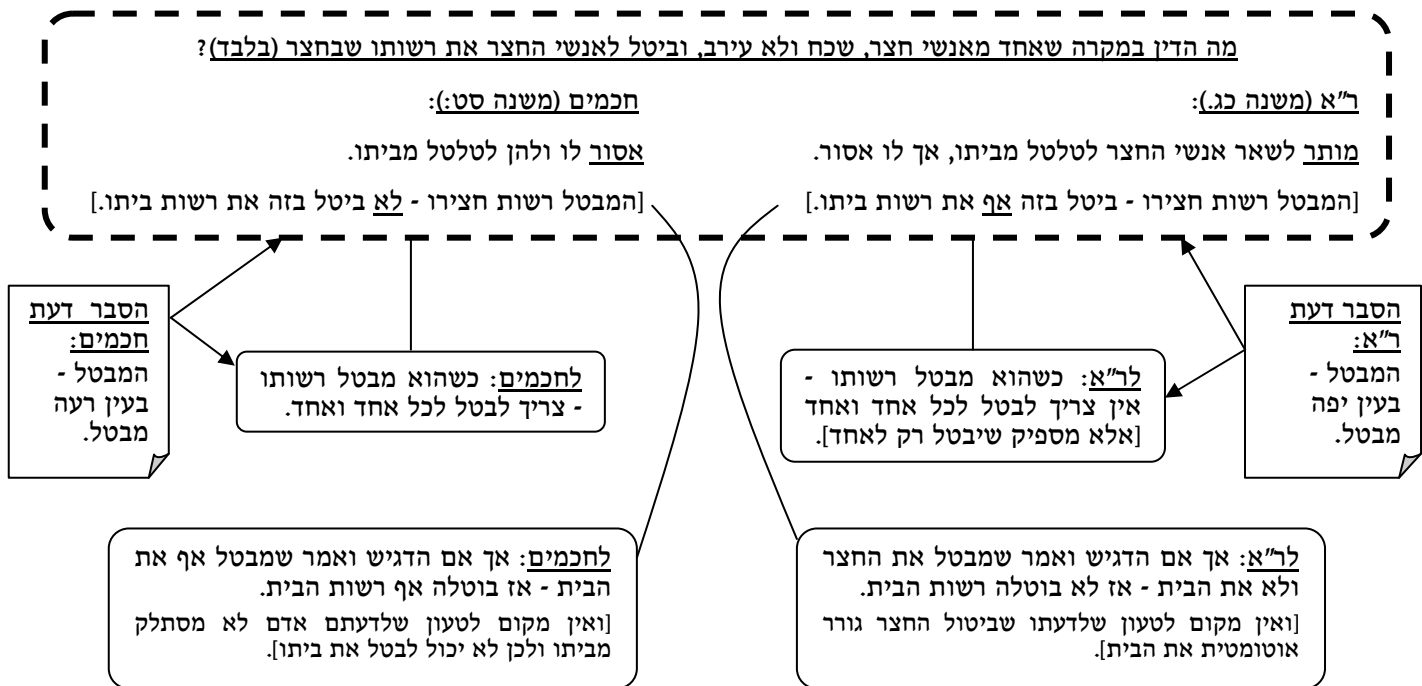 מה הדין במקרה שאחד מאנשי חצר, שכח ולא עירב, וביטל לאנשי החצר את רשותו שבחצר (בלבד)?
ר"א (משנה כג.):
מותר לשאר אנשי החצר לטלטל מביתו, אך לו אסור.
[המבטל רשות חצירו - ביטל בזה אף את רשות ביתו.]
חכמים (משנה סט:):
אסור לו ולהן לטלטל מביתו.
[המבטל רשות חצירו - לא ביטל בזה את רשות ביתו.]
הסבר דעת
ר"א:
המבטל -
בעין יפה
מבטל.
לר"א: כשהוא מבטל רשותו -
אין צריך לבטל לכל אחד ואחד
[אלא מספיק שיבטל רק לאחד].
לחכמים: כשהוא מבטל רשותו
- צריך לבטל לכל אחד ואחד.
הסבר דעת
חכמים:
המבטל -
בעין רעה
מבטל.
לר"א: אך אם הדגיש ואמר שמבטל את החצר
ולא את הבית - אז לא בוטלה רשות הבית.
[ואין מקום לטעון שלדעתו שביטול החצר גורר
אוטומטית את הבית].
לחכמים: אך אם הדגיש ואמר שמבטל אף את
הבית - אז בוטלה אף רשות הבית.
[ואין מקום לטעון שלדעתם אדם לא מסתלק
מביתו ולכן לא יכול לבטל את ביתו].